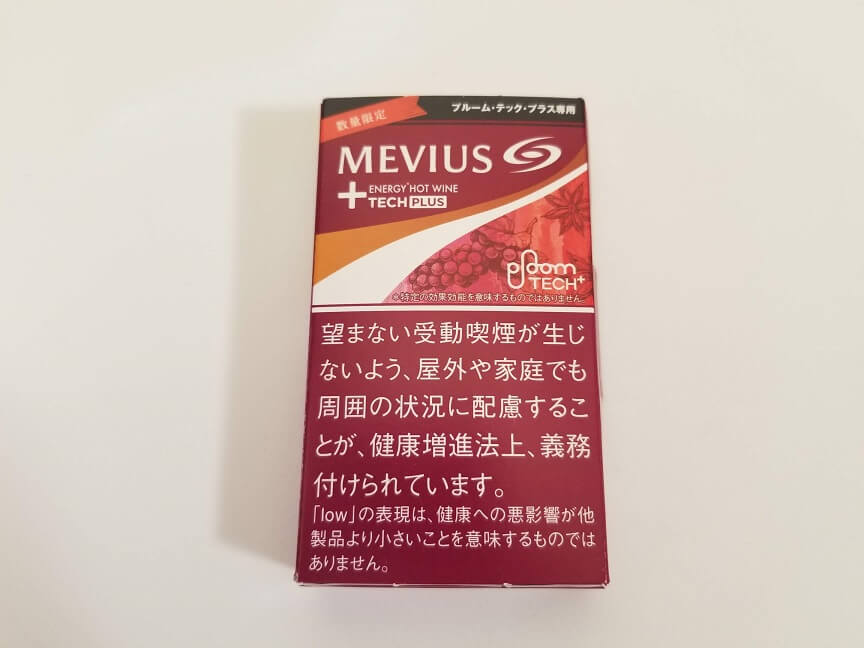 数量限定
プルーム・テック・プラス専用
MEVIUS
ENERGY*HOT WINE
+TECH PLUS
Ploom
TECH+
*特定の効果効能を意味するものではありません。
望まない受動喫煙が生じ
ないよう、屋外や家庭でも
周囲の状況に配慮するこ
とが、健康増進法上、義務
付けられています。
「low」の表現は、健康への悪影響が他
製品より小さいことを意味するものでは
ありません。